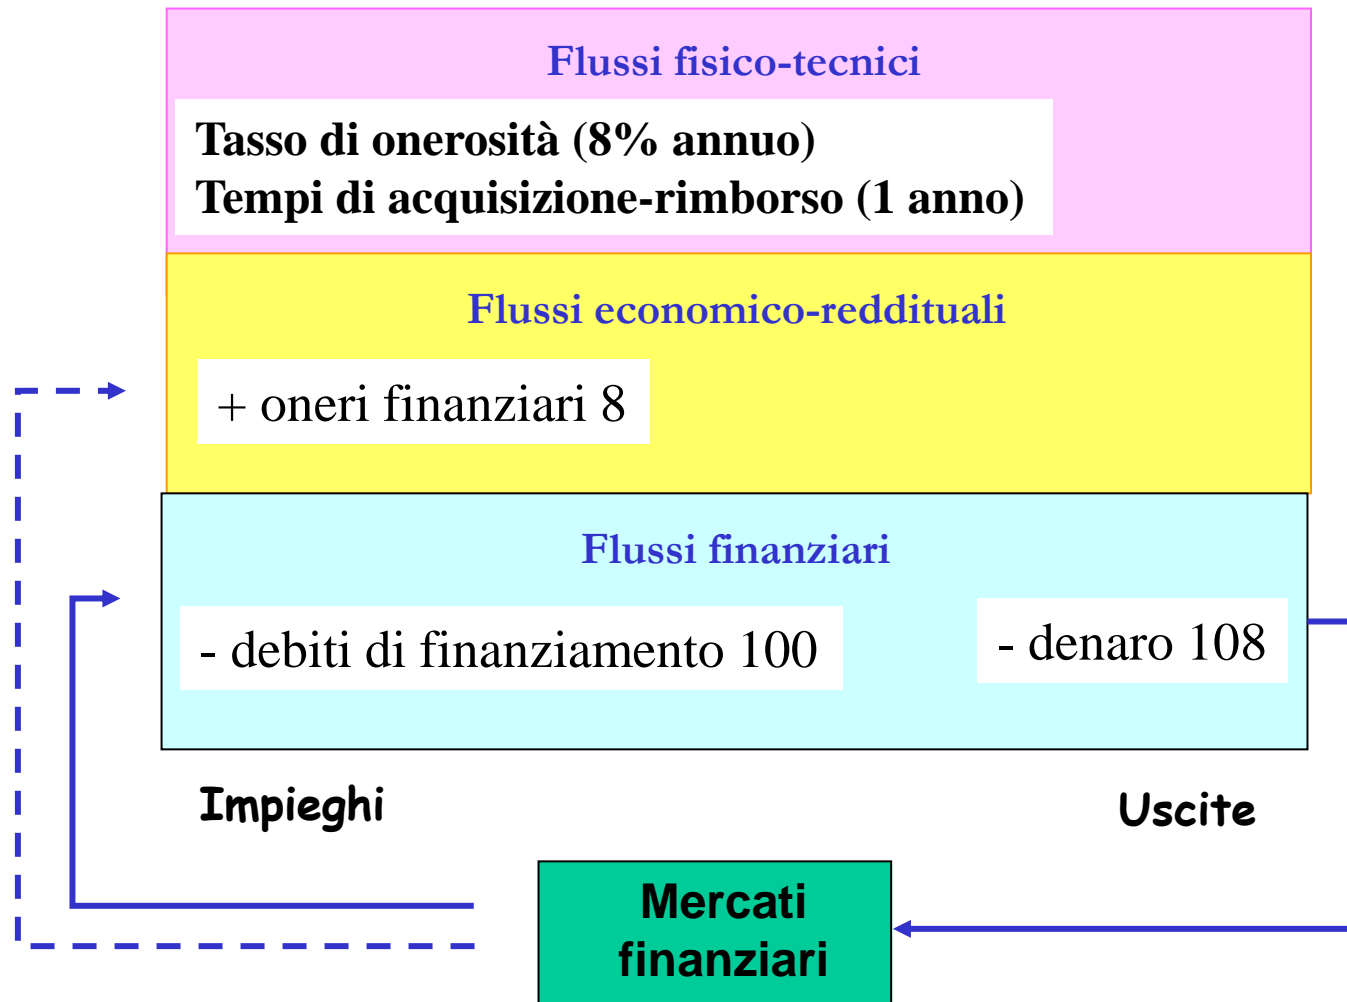 Flussi fisico-tecnici
Tasso di onerosità (8% annuo)
Tempi di acquisizione-rimborso (1 anno)
Flussi economico-reddituali
+ oneri finanziari 8
Flussi finanziari
- debiti di finanziamento 100
- denaro 108
Impieghi
Uscite
Mercati
finanziari